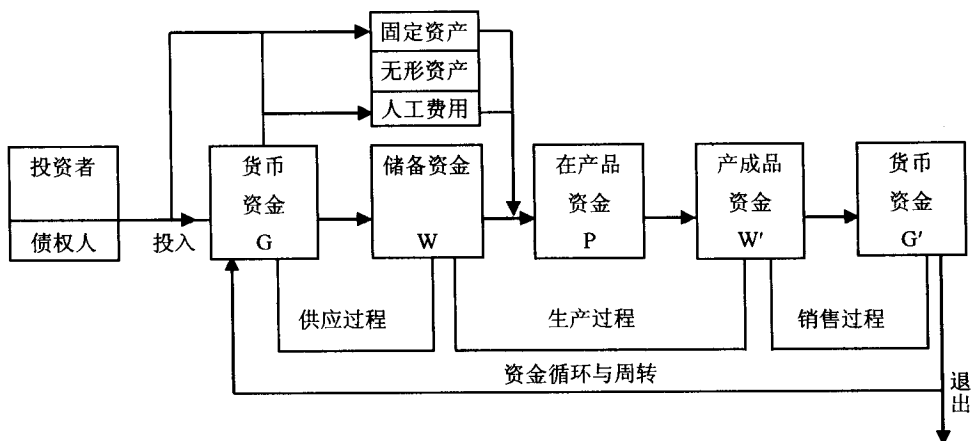 固定资产
无形资产
人工费用
投资者
债权人
投入
货币
资金
G
储备资金
W
在产品
资金
P
产成品
资金
W′
货币
资金
G′
供应过程
生产过程
销售过程
资金循环与周转
退出